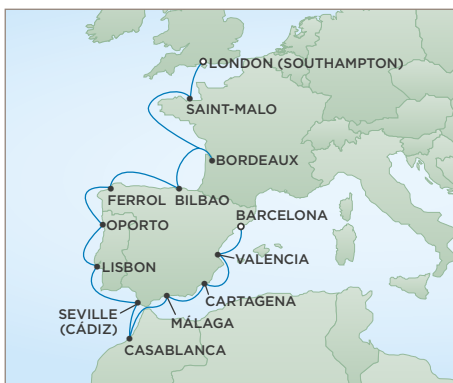 LONDON (SOUTHAMPTON)
SAINT-MALO
BORDEAUX
FERROL
BILBAO
BARCELONA
OPORTO
VALENCIA
LISBON
CARTAGENA
SEVILLE
(CÁDIZ)
MÁLAGA
CASABLANCA